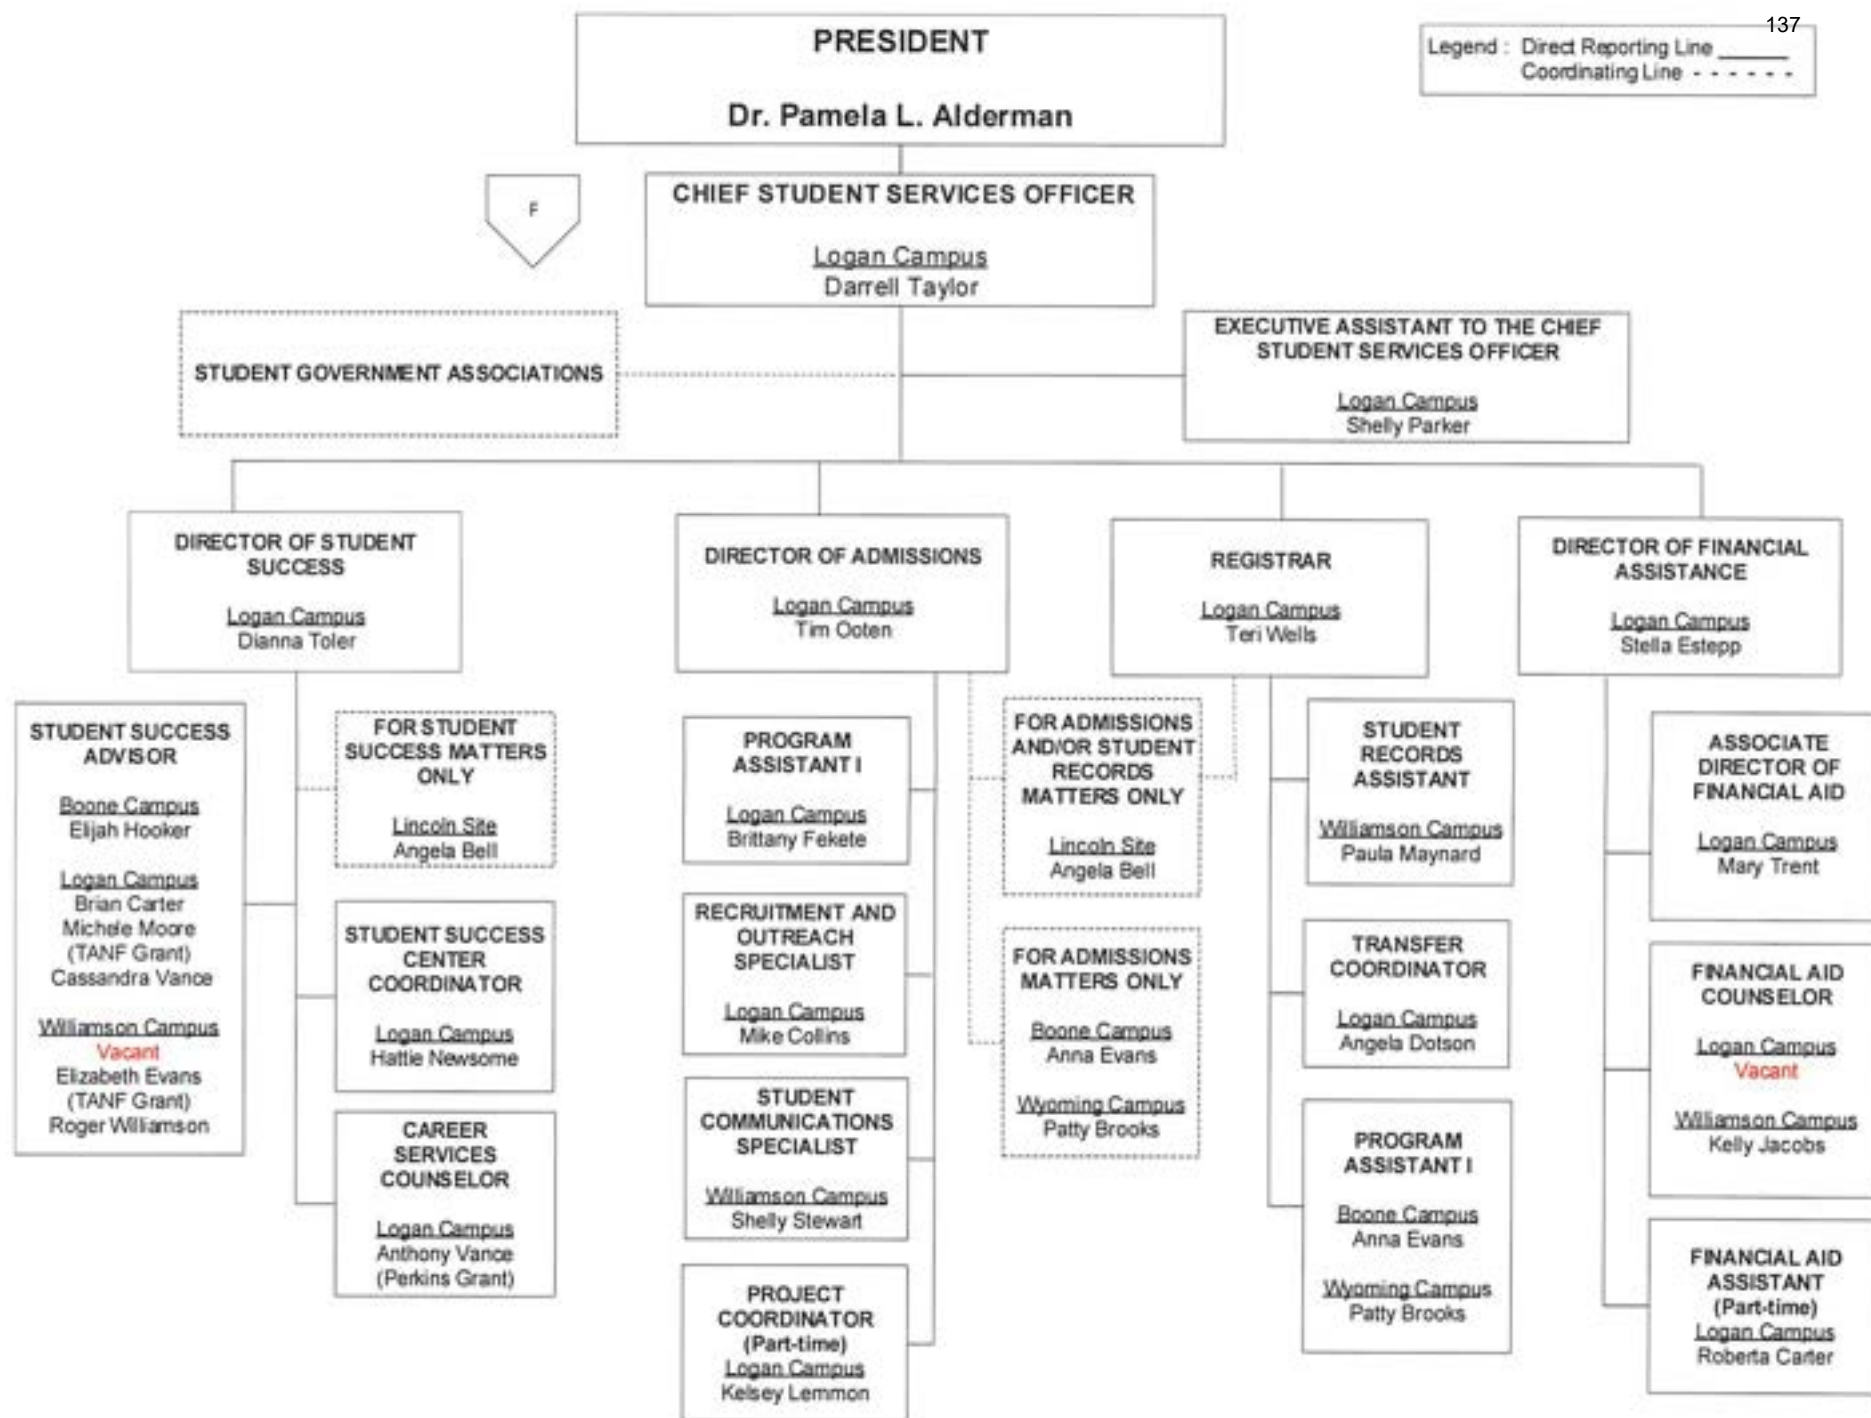 137
Legend : Direct Reporting Line
Coordinating Line
PRESIDENT
Dr. Pamela L. Alderman
F
CHIEF STUDENT SERVICES OFFICER
Logan Campus
Darrell Taylor
STUDENT GOVERNMENT ASSOCIATIONS
EXECUTIVE ASSISTANT TO THE CHIEF
STUDENT SERVICES OFFICER
Logan Campus
Shelly Parker
DIRECTOR OF STUDENT
SUCCESS
Logan Campus
Dianna Toler
DIRECTOR OF ADMISSIONS
Logan Campus
Tim Ooten
REGISTRAR
Logan Campus
Teri Wells
DIRECTOR OF FINANCIAL
ASSISTANCE
Logan Campus
Stella Estepp
STUDENT SUCCESS
ADVISOR
Boone Campus
Elijah Hooker
Logan Campus
Brian Carter
Michele Moore
(TANF Grant)
Cassandra Vance
Williamson Campus
Vacant
Elizabeth Evans
(TANF Grant)
Roger Williamson
FOR STUDENT
SUCCESS MATTERS
ONLY
Lincoln Site
Angela Bell
STUDENT SUCCESS
CENTER
COORDINATOR
Logan Campus
Hattie Newsome
CAREER
SERVICES
COUNSELOR
Logan Campus
Anthony Vance
(Perkins Grant)
PROGRAM
ASSISTANT I
Logan Campus
Brittany Fekete
RECRUITMENT AND
OUTREACH
SPECIALIST
Logan Campus
Mike Collins
STUDENT
COMMUNICATIONS
SPECIALIST
Williamson Campus
Shelly Stewart
PROJECT
COORDINATOR
(Part-time)
Logan Campus
Kelsey Lemmon
FOR ADMISSIONS
AND/OR STUDENT
RECORDS
MATTERS ONLY
Lincoln Site
Angela Bell
FOR ADMISSIONS
MATTERS ONLY
Boone Campus
Anna Evans
Wyoming Campus
Patty Brooks
STUDENT
RECORDS
ASSISTANT
Williamson Campus
Paula Maynard
TRANSFER
COORDINATOR
Logan Campus
Angela Dotson
PROGRAM
ASSISTANT I
Boone Campus
Anna Evans
Wyoming Campus
Patty Brooks
ASSOCIATE
DIRECTOR OF
FINANCIAL AID
Logan Campus
Mary Trent
FINANCIAL AID
COUNSELOR
Logan Campus
Vacant
Williamson Campus
Kelly Jacobs
FINANCIAL AID
ASSISTANT
(Part-time)
Logan Campus
Roberta Carter